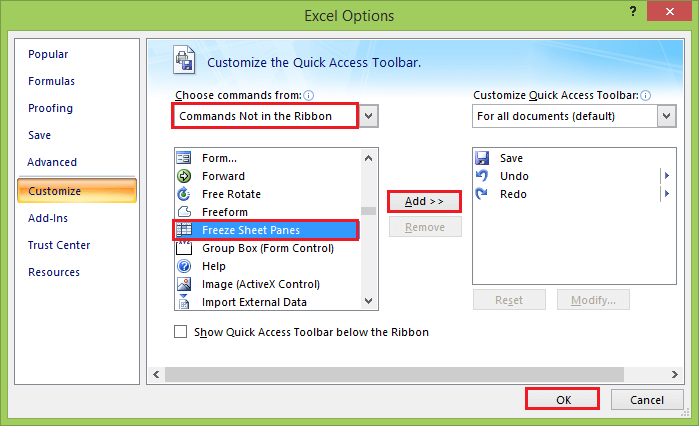 Excel Options
?
Popular
Formulas
Proofing
Save
Advanced
Customize
Add-Ins
Trust Center
Resources
Customize the Quick Access Toolbar.
Choose commands from:
Commands Not in the Ribbon
Form...
Forward
Free Rotate
Freeform
Freeze Sheet Panes
Group Box (Form Control)
Help
Image (ActiveX Control)
Import External Data
Add >>
Remove
Customize Quick Access Toolbar:
For all documents (default)
Save
Undo
Redo
Reset
Modify...
Show Quick Access Toolbar below the Ribbon
OK
Cancel